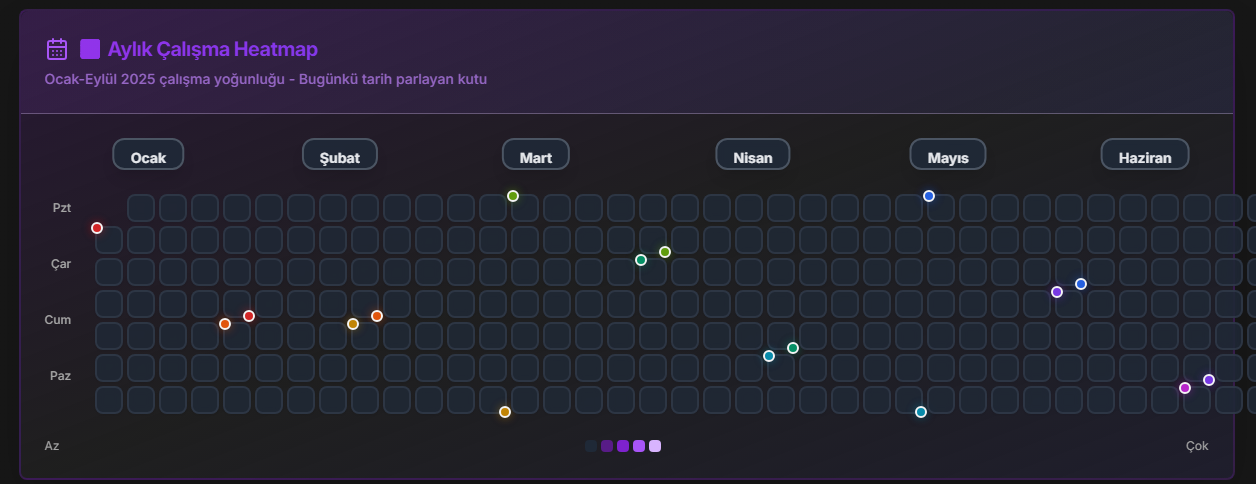 Aylık Çalışma Heatmap
Ocak-Eylül 2025 çalışma yoğunluğu - Bugünkü tarih parlayan kutu
Ocak Şubat Mart Nisan Mayıs Haziran
Pzt
Çar
Cum
Paz
Az Çok